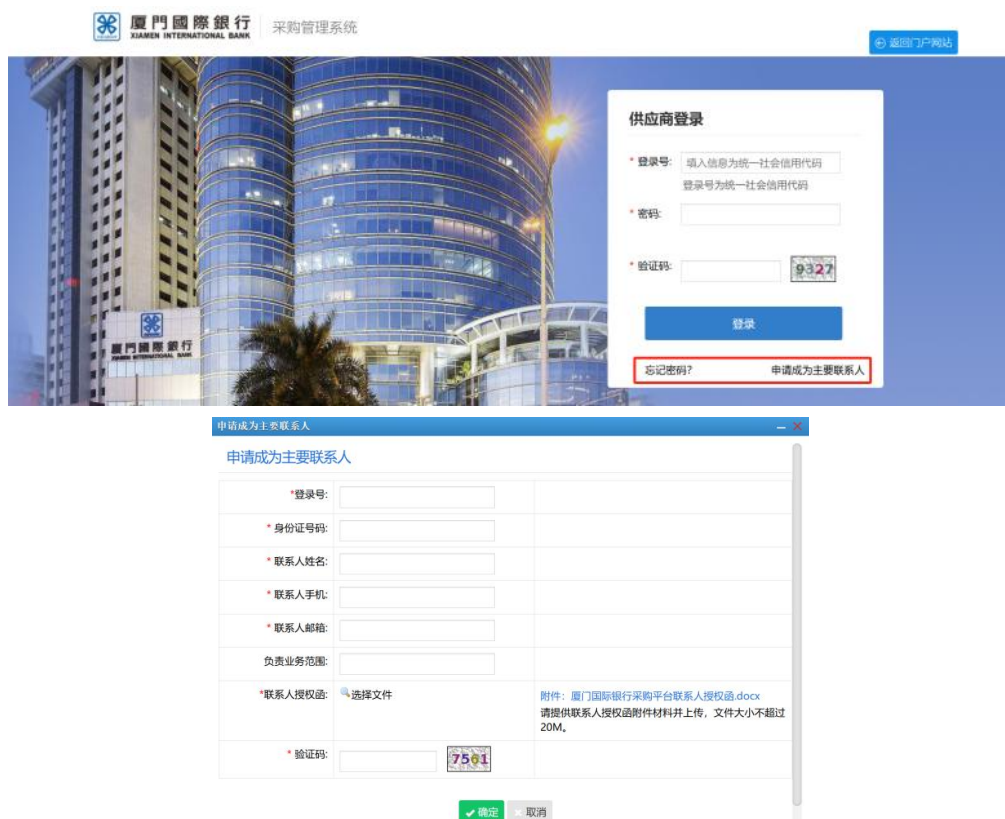 厦門國際銀行
XIAMEN INTERNATIONAL BANK
采购管理系统
返回门户网站
供应商登录
* 登录号: 填入信息为统一社会信用代码
登录号为统一社会信用代码
* 密码:
* 验证码: 9327
登录
忘记密码? 申请成为主要联系人
厦門國際銀行
XIAMEN INTERNATIONAL BANK
申请成为主要联系人
申请成为主要联系人
*登录号:
* 身份证号码:
* 联系人姓名:
* 联系人手机:
* 联系人邮箱:
负责业务范围:
*联系人授权函: 选择文件
附件：厦门国际银行采购平台联系人授权函.docx
请提供联系人授权函附件材料并上传，文件大小不超过
20M。
* 验证码: 7561
确定 取消